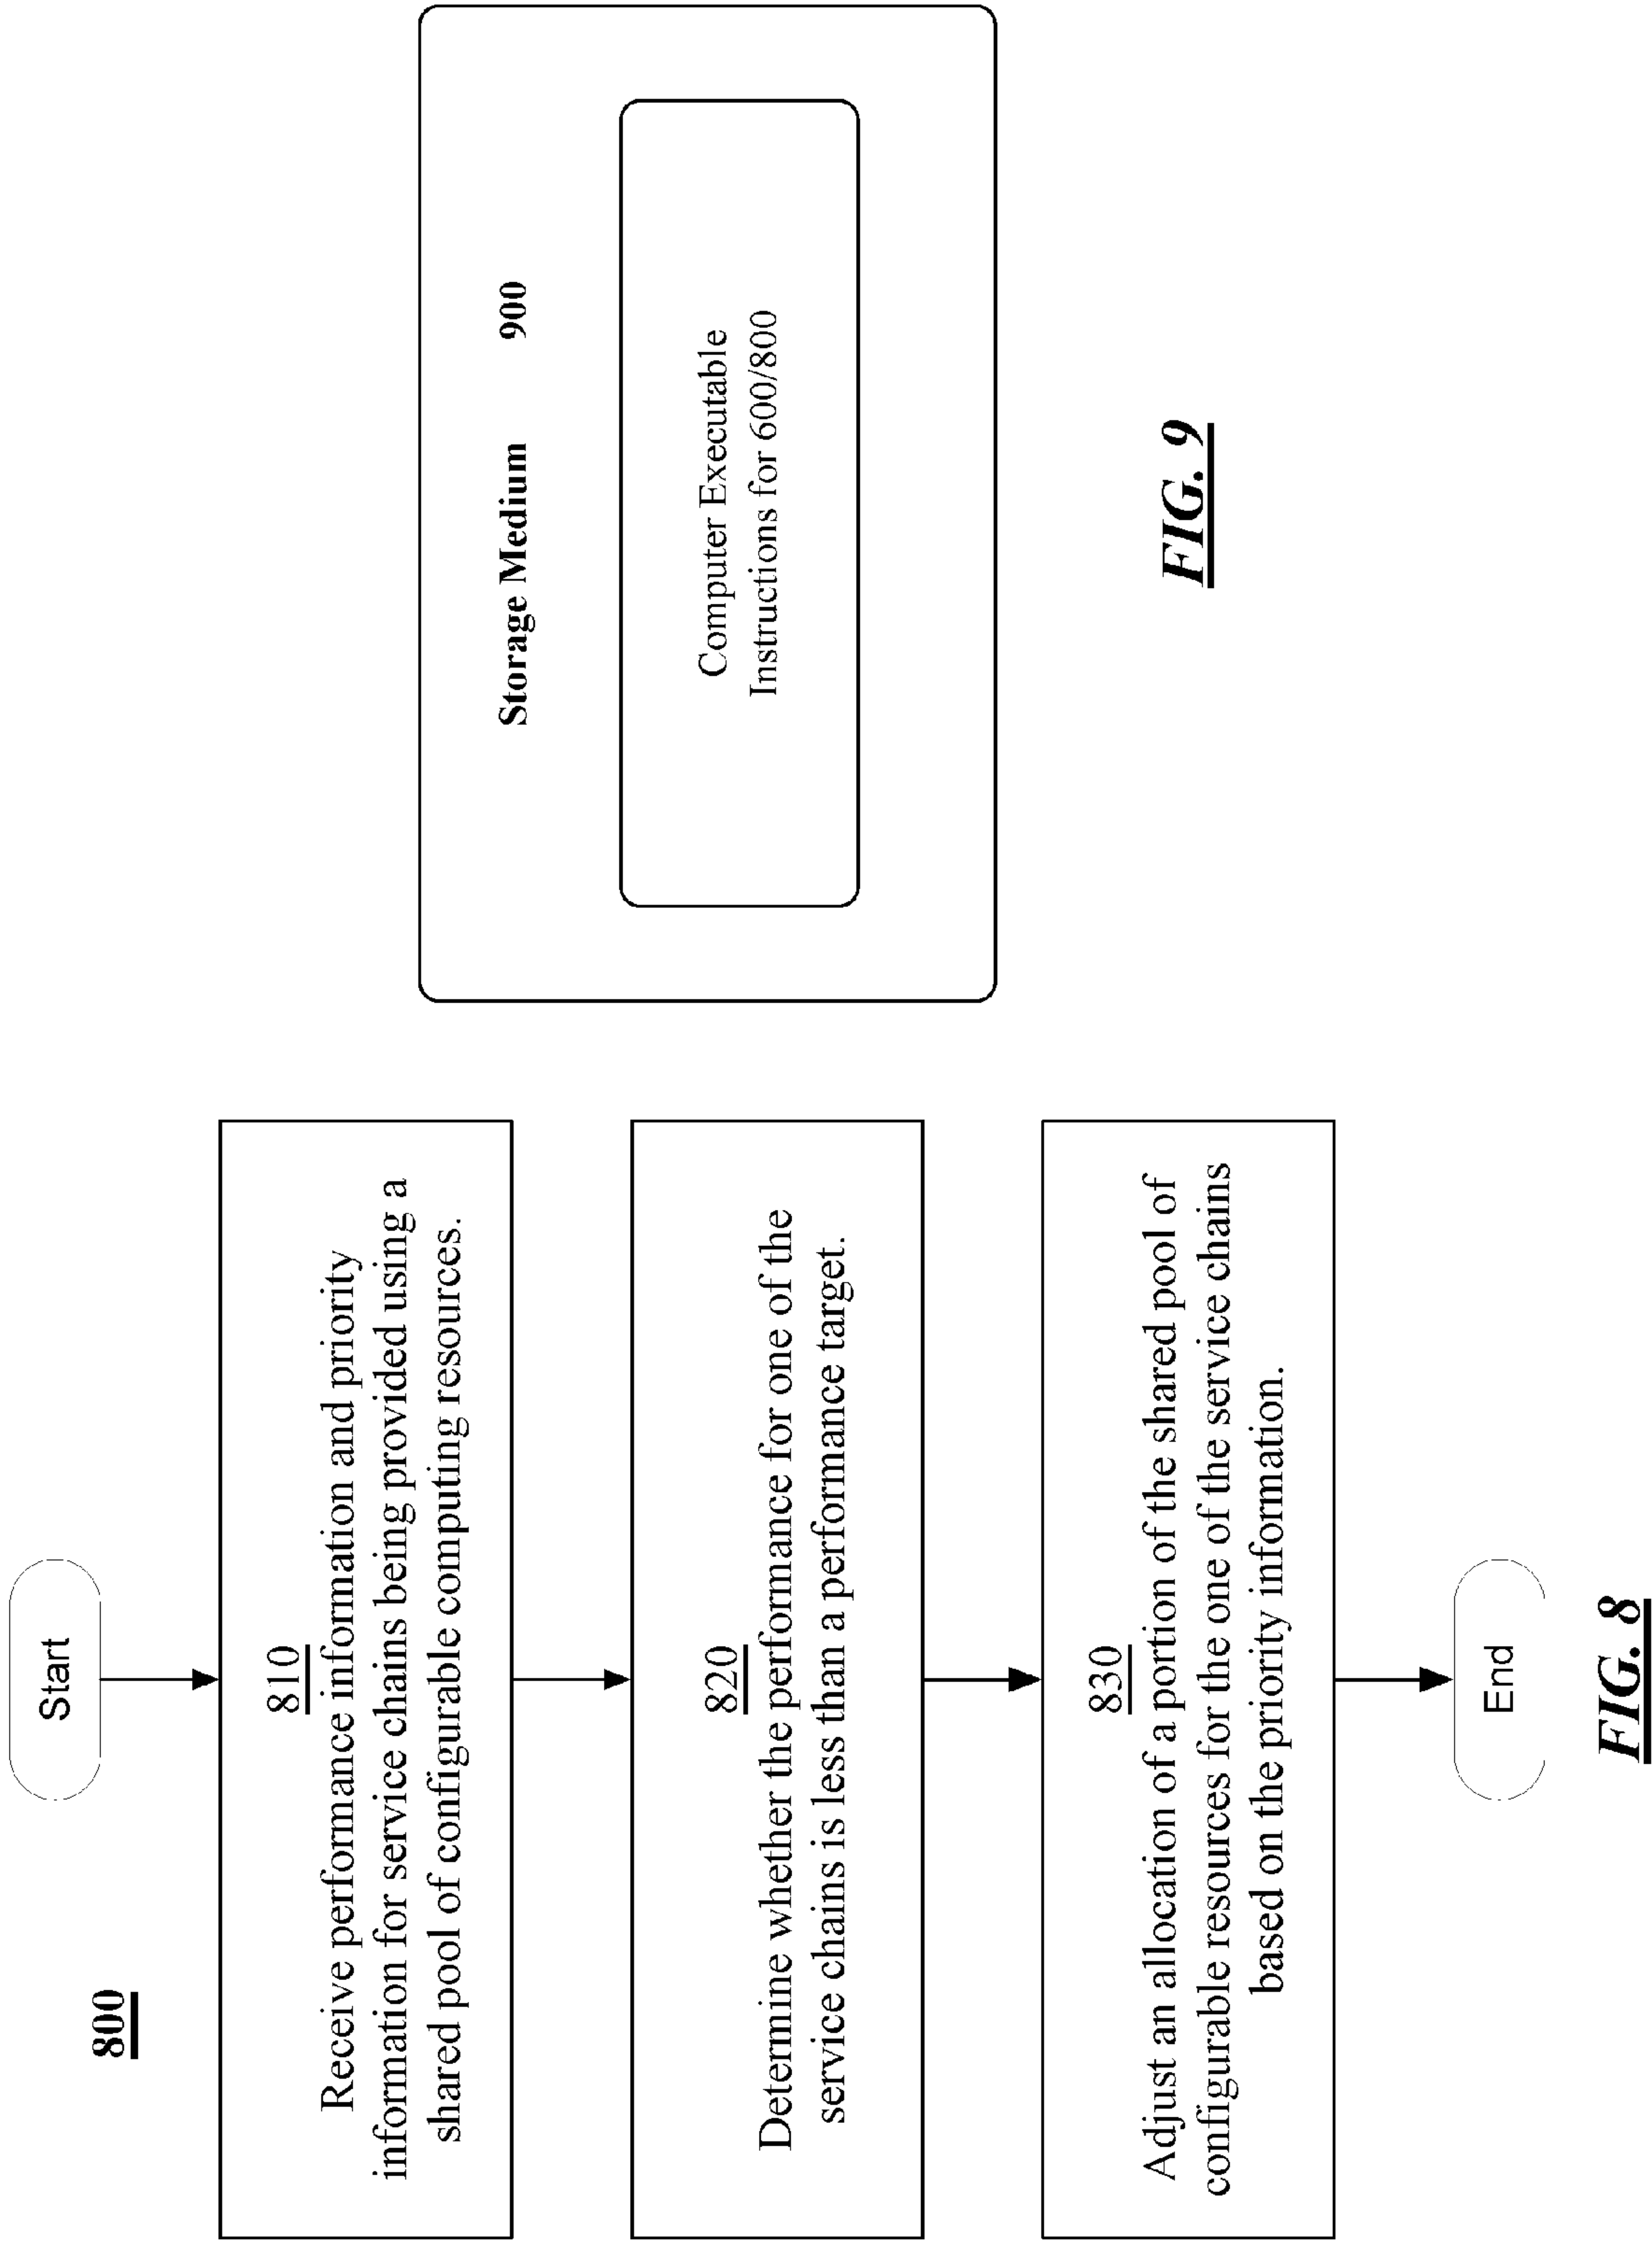 800
Start
810
Receive performance information and priority
information for service chains being provided using a
shared pool of configurable computing resources.
820
Determine whether the performance for one of the
service chains is less than a performance target.
830
Adjust an allocation of a portion of the shared pool of
configurable resources for the one of the service chains
based on the priority information.
End
FIG. 8
Storage Medium 900
Computer Executable
Instructions for 600/800
FIG. 9